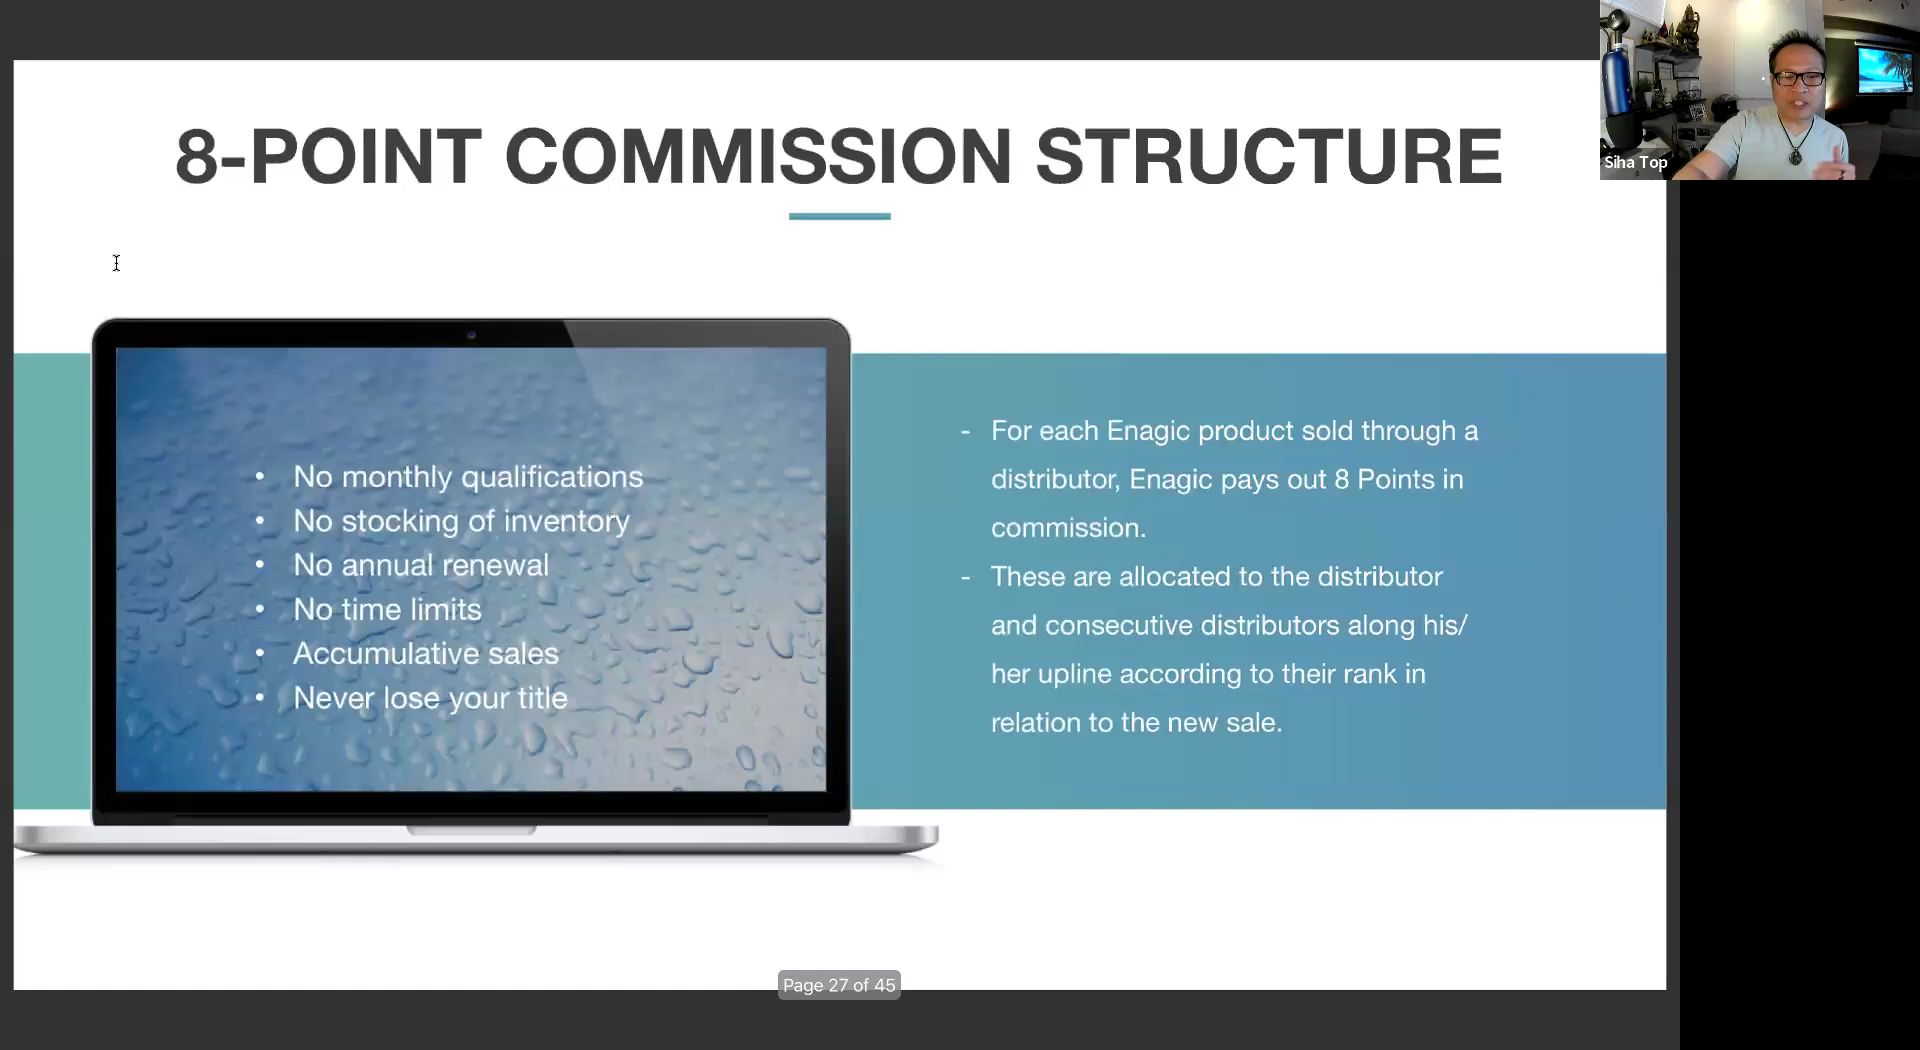 8-POINT COMMISSION STRUCTURE
Siha Top
• No monthly qualifications
• No stocking of inventory
• No annual renewal
• No time limits
• Accumulative sales
• Never lose your title
- For each Enagic product sold through a
distributor, Enagic pays out 8 Points in
commission.
- These are allocated to the distributor
and consecutive distributors along his/
her upline according to their rank in
relation to the new sale.
Page 27 of 45